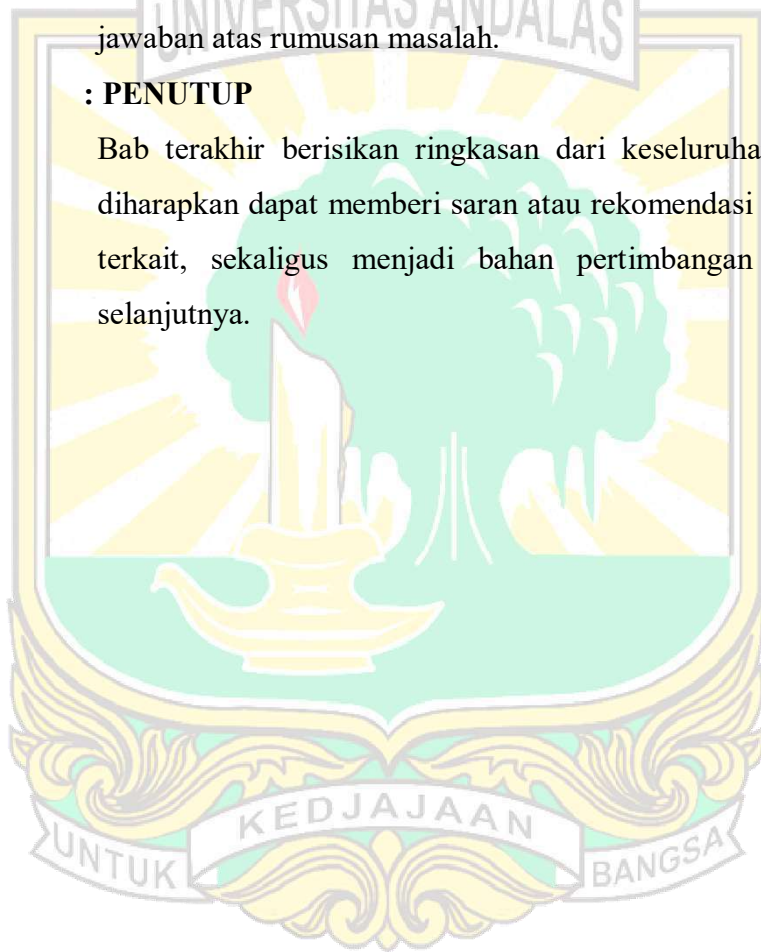 UNIVERSITAS ANDALAS
jawaban atas rumusan masalah.
: PENUTUP
Bab terakhir berisikan ringkasan dari keseluruha
diharapkan dapat memberi saran atau rekomendasi
terkait, sekaligus menjadi bahan pertimbangan
selanjutnya.
UNTUK KEDJAJAAN BANGSA